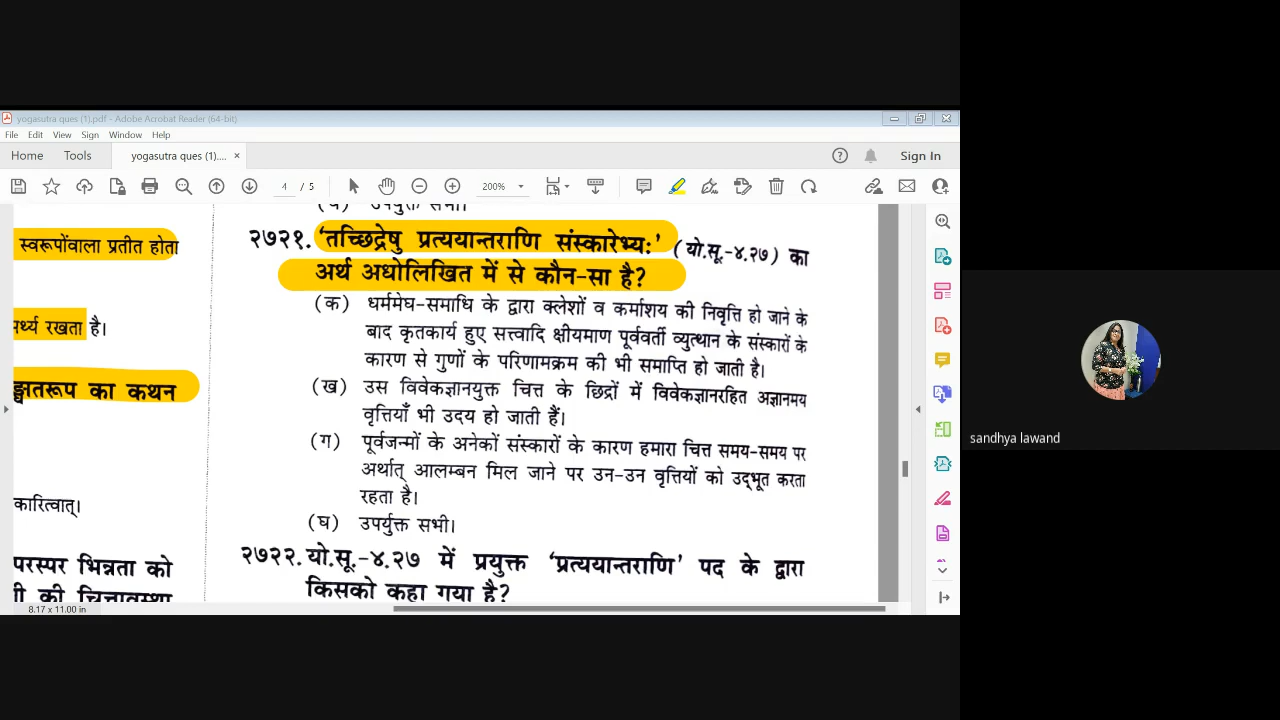 yogasutra ques (1).pdf - Adobe Acrobat Reader (64-bit)
File Edit View Sign Window Help
Home Tools yogasutra ques (1).... × Sign In
4 / 5 200%
स्वरूपोंवाला प्रतीत होता
र्थ्य रखता है।
ङ्घातरूप का कथन
कारित्वात्।
परस्पर भिन्नता को
की चित्तावस्था
(घ) उपर्युक्त सभी।
२७२१. 'तच्छिद्रेषु प्रत्ययान्तराणि संस्कारेभ्यः' (यो.सू.-४.२७) का
अर्थ अधोलिखित में से कौन-सा है?
(क) धर्ममेघ-समाधि के द्वारा क्लेशों व कर्माशय की निवृत्ति हो जाने के
बाद कृतकार्य हुए सत्त्वादि क्षीयमाण पूर्ववर्ती व्युत्थान के संस्कारों के
कारण से गुणों के परिणामक्रम की भी समाप्ति हो जाती है।
(ख) उस विवेकज्ञानयुक्त चित्त के छिद्रों में विवेकज्ञानरहित अज्ञानमय
वृत्तियाँ भी उदय हो जाती हैं।
(ग) पूर्वजन्मों के अनेकों संस्कारों के कारण हमारा चित्त समय-समय पर
अर्थात् आलम्बन मिल जाने पर उन-उन वृत्तियों को उद्भूत करता
रहता है।
(घ) उपर्युक्त सभी।
२७२२. यो.सू.-४.२७ में प्रयुक्त 'प्रत्ययान्तराणि' पद के द्वारा
किसको कहा गया है?
8.17 x 11.00 in
sandhya lawand